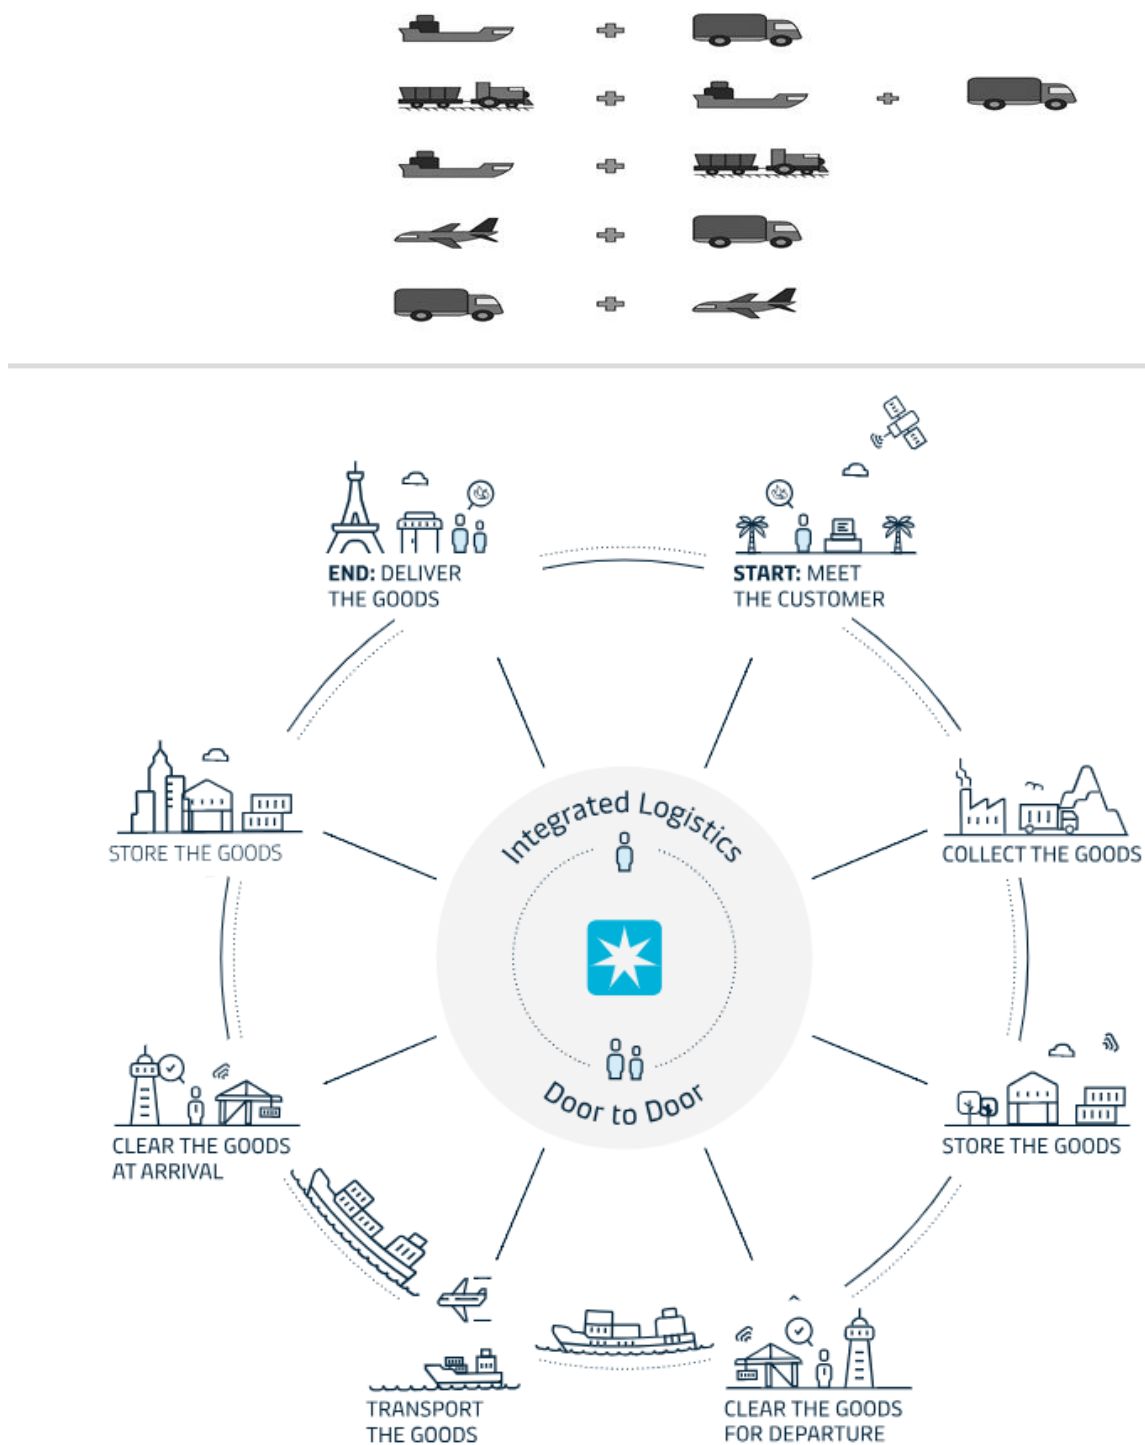 END: DELIVER
THE GOODS
START: MEET
THE CUSTOMER
STORE THE GOODS
COLLECT THE GOODS
Integrated Logistics
Door to Door
CLEAR THE GOODS
AT ARRIVAL
STORE THE GOODS
TRANSPORT
THE GOODS
CLEAR THE GOODS
FOR DEPARTURE